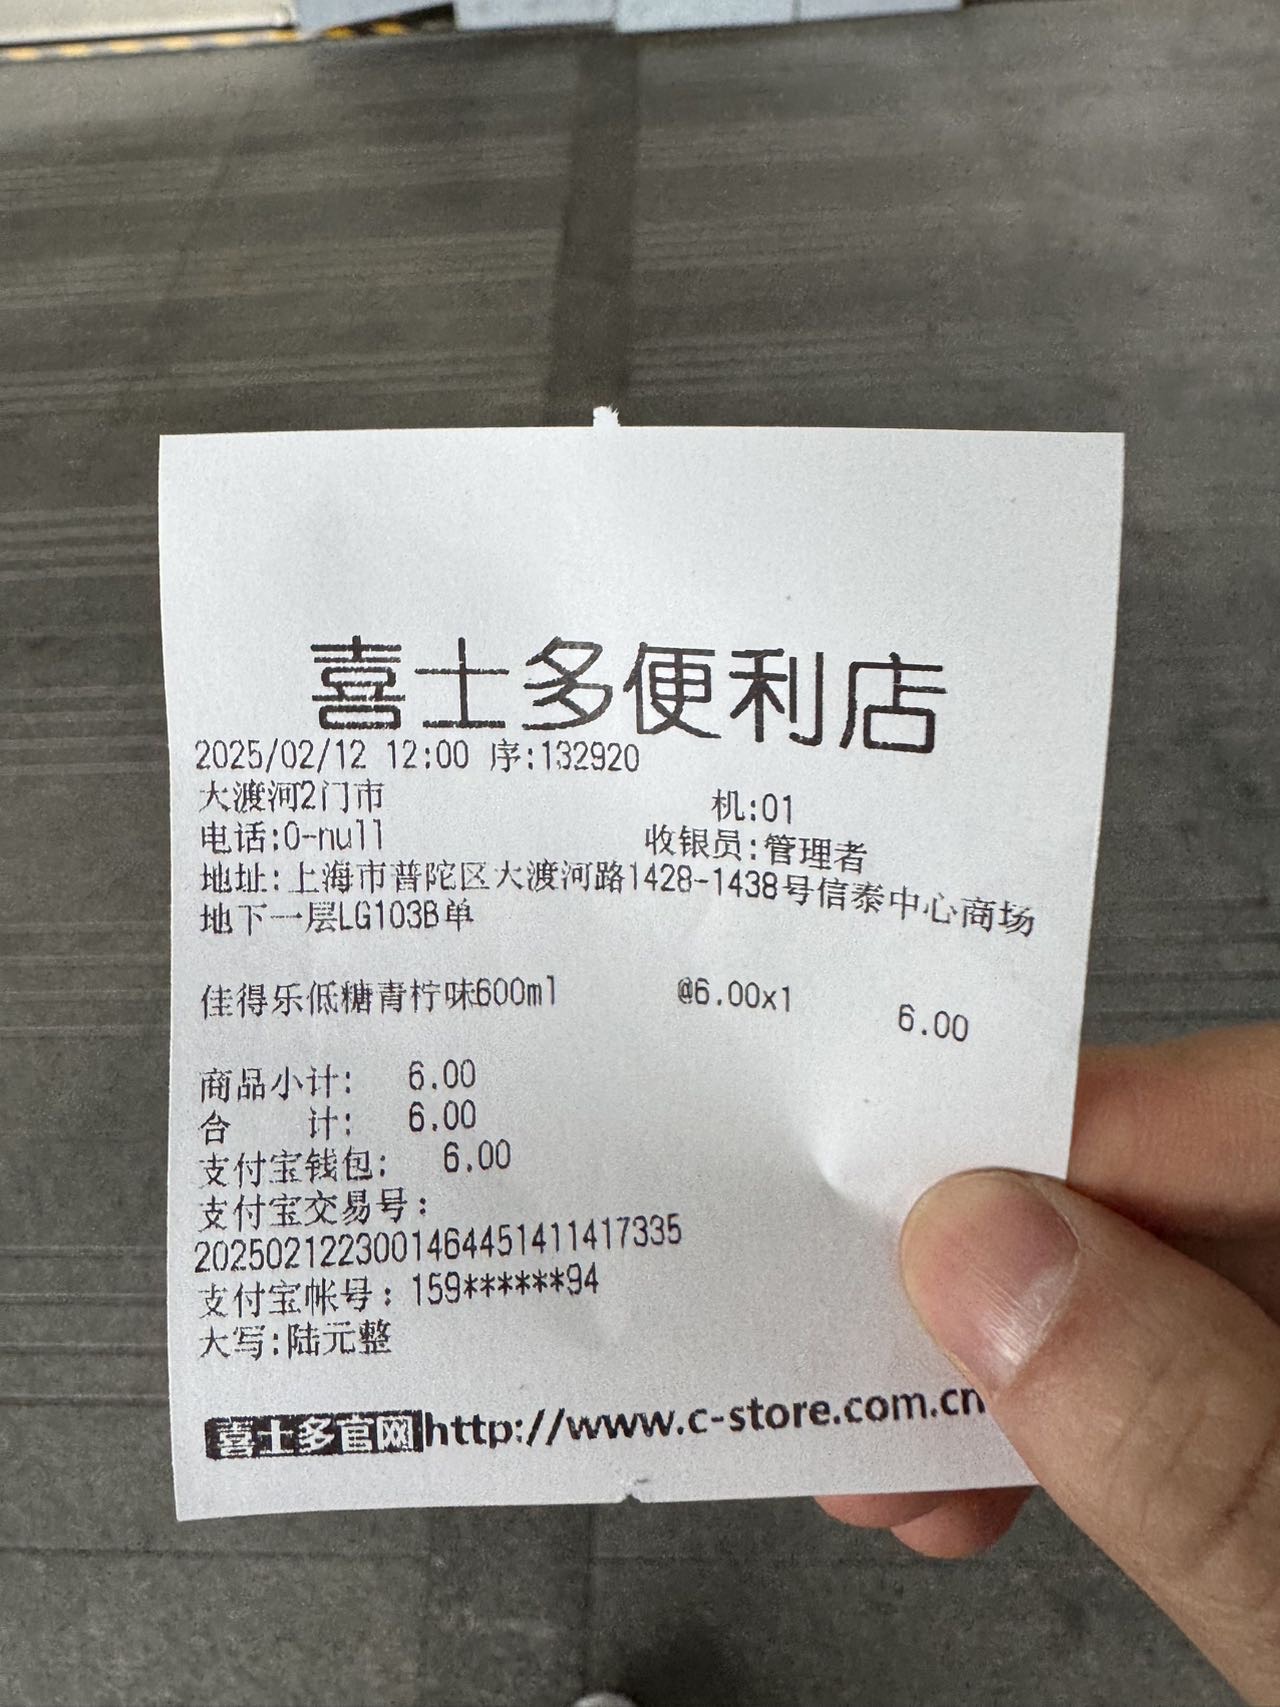 喜士多便利店
2025/02/12 12:00 序:132920
大渡河2门市 机:01
电话:0-null 收银员:管理者
地址:上海市普陀区大渡河路1428-1438号信泰中心商场
地下一层LG103B单
佳得乐低糖青柠味600ml @6.00x1 6.00
商品小计: 6.00
合 计: 6.00
支付宝钱包: 6.00
支付宝交易号:
2025021222300146445141141​7335
支付宝帐号:159******94
大写:陆元整
喜士多官网http://www.c-store.com.cn